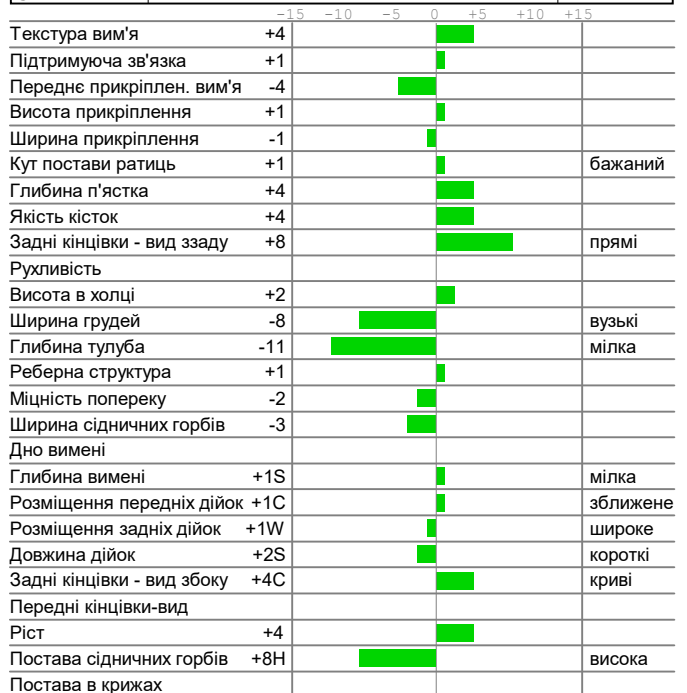 -15 -10 -5 0 +5 +10 +15
Текстура вим'я +4
Підтримуюча зв'язка +1
Переднє прикріплен. вим'я -4
Висота прикріплення +1
Ширина прикріплення -1
Кут постави ратиць +1 бажаний
Глибина п'ястка +4
Якість кісток +4
Задні кінцівки - вид ззаду +8 прямі
Рухливість
Висота в холці +2
Ширина грудей -8 вузькі
Глибина тулуба -11 мілка
Реберна структура +1
Міцність попереку -2
Ширина сідничних горбів -3
Дно вимені
Глибина вимені +1S мілка
Розміщення передніх дійок +1C зближене
Розміщення задніх дійок +1W широке
Довжина дійок +2S короткі
Задні кінцівки - вид збоку +4C криві
Передні кінцівки-вид
Ріст +4
Постава сідничних горбів +8H висока
Постава в крижах